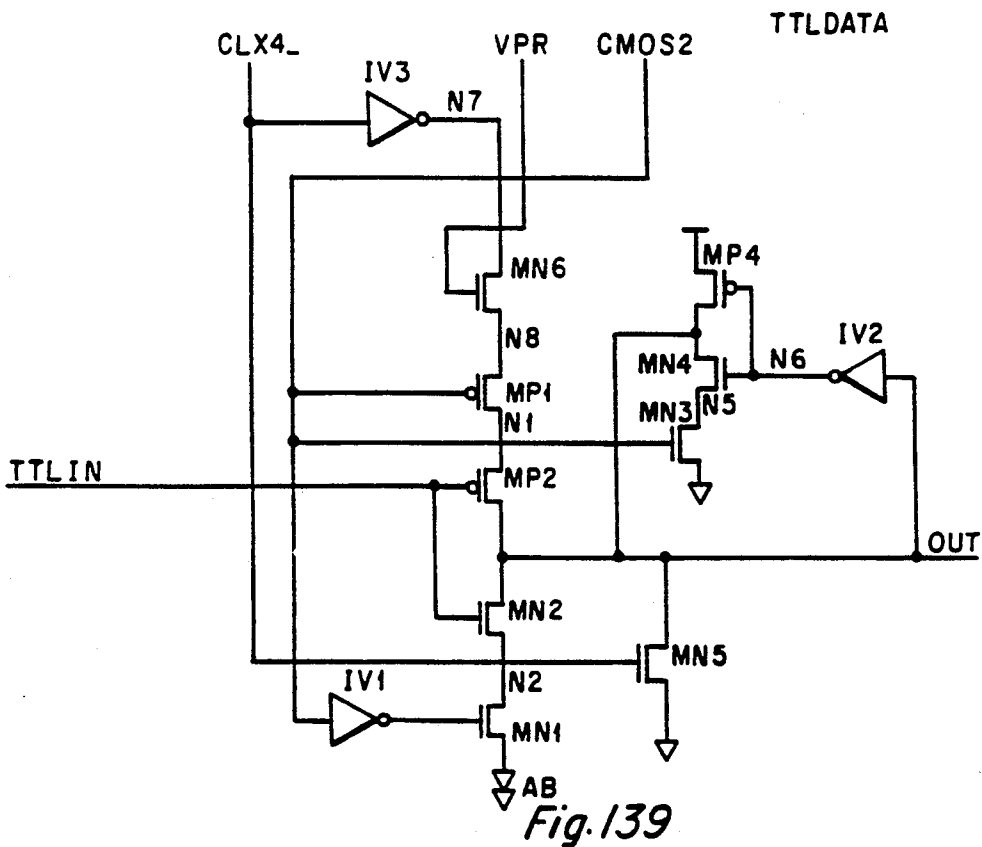 TTLDATA
CLX4_
VPR
CMOS2
IV3
N7
MN6
MP4
N8
IV2
MN4
N6
MP1
MN3
N5
N1
TTLIN
MP2
OUT
MN2
MN5
N2
IV1
MN1
AB
Fig.139